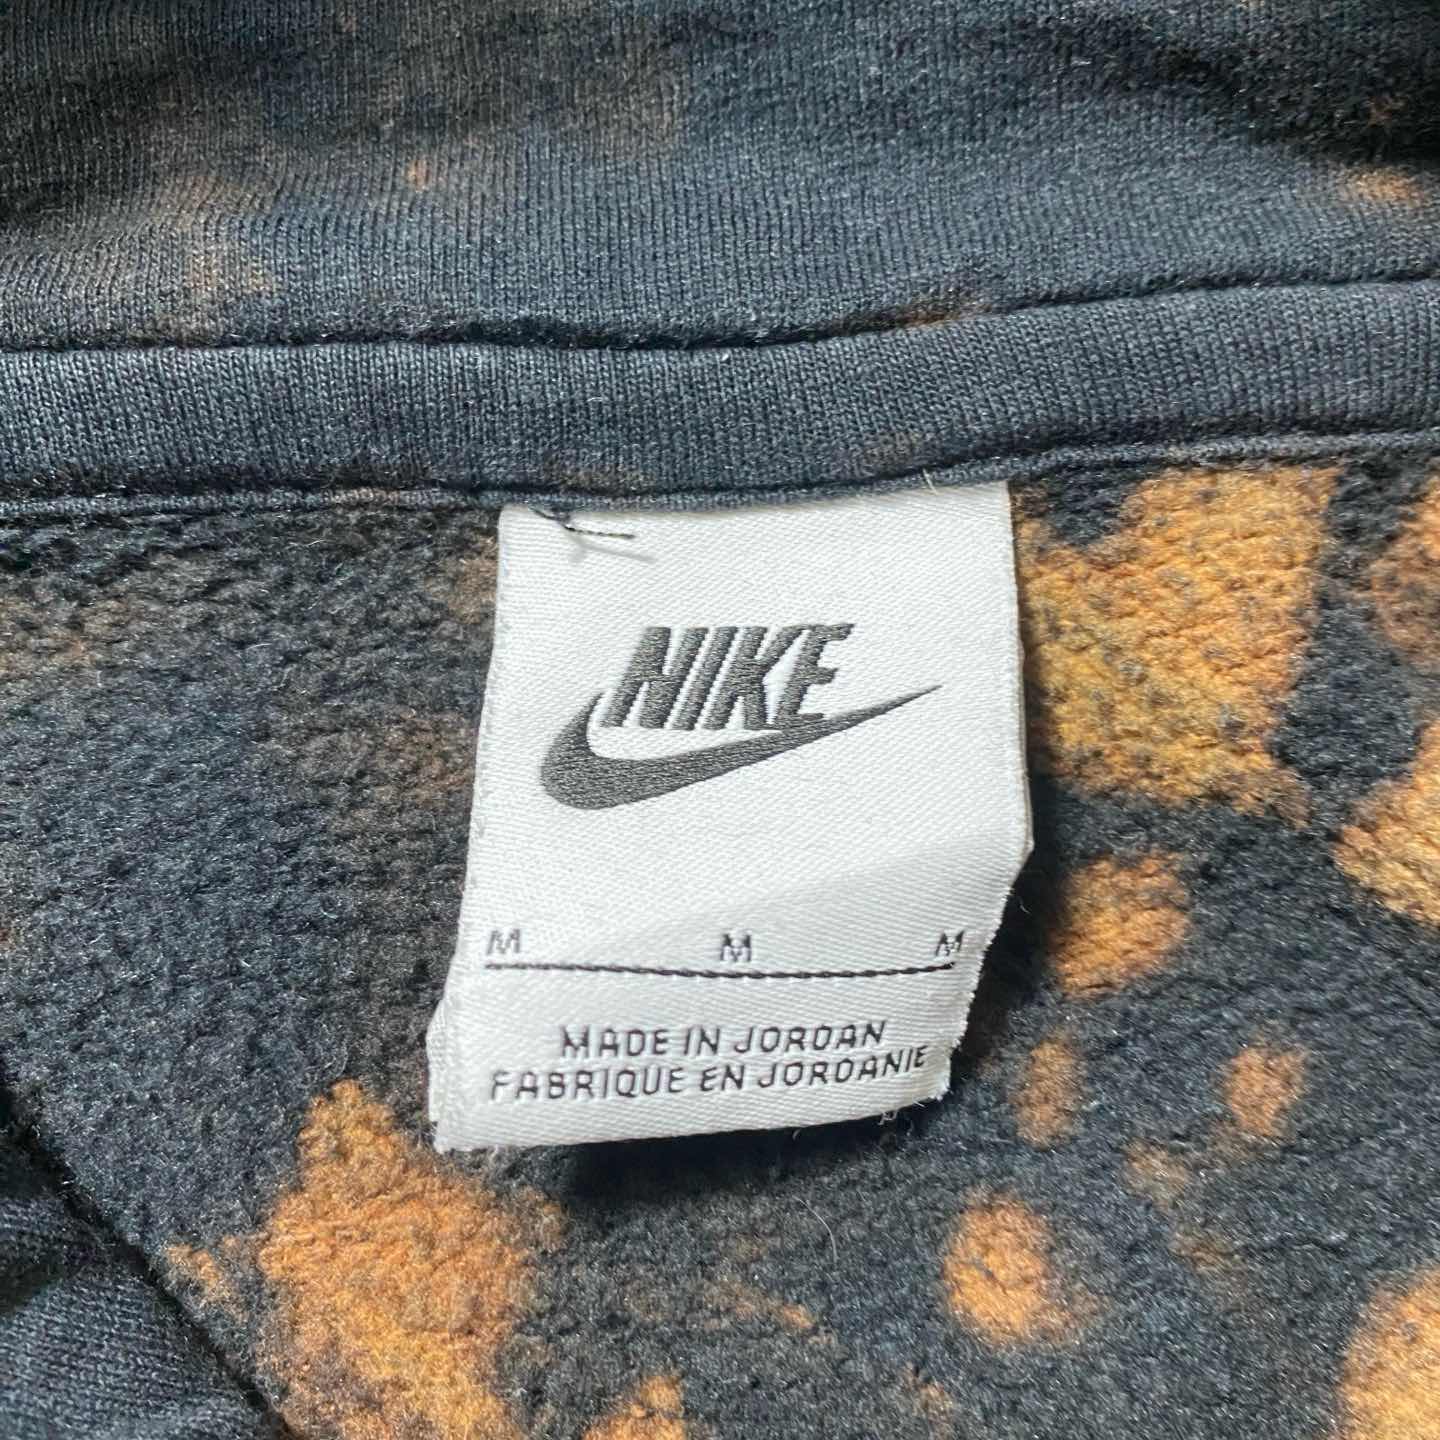 NIKE
M M M
MADE IN JORDAN
FABRIQUE EN JORDANIE